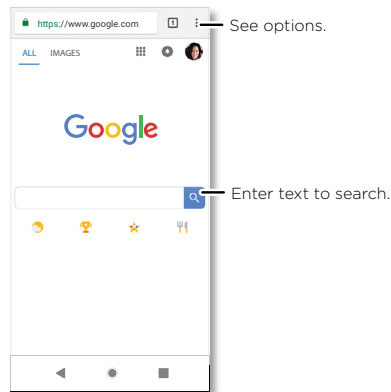 https://www.google.com 1
See options.
ALL IMAGES
Google
Enter text to search.